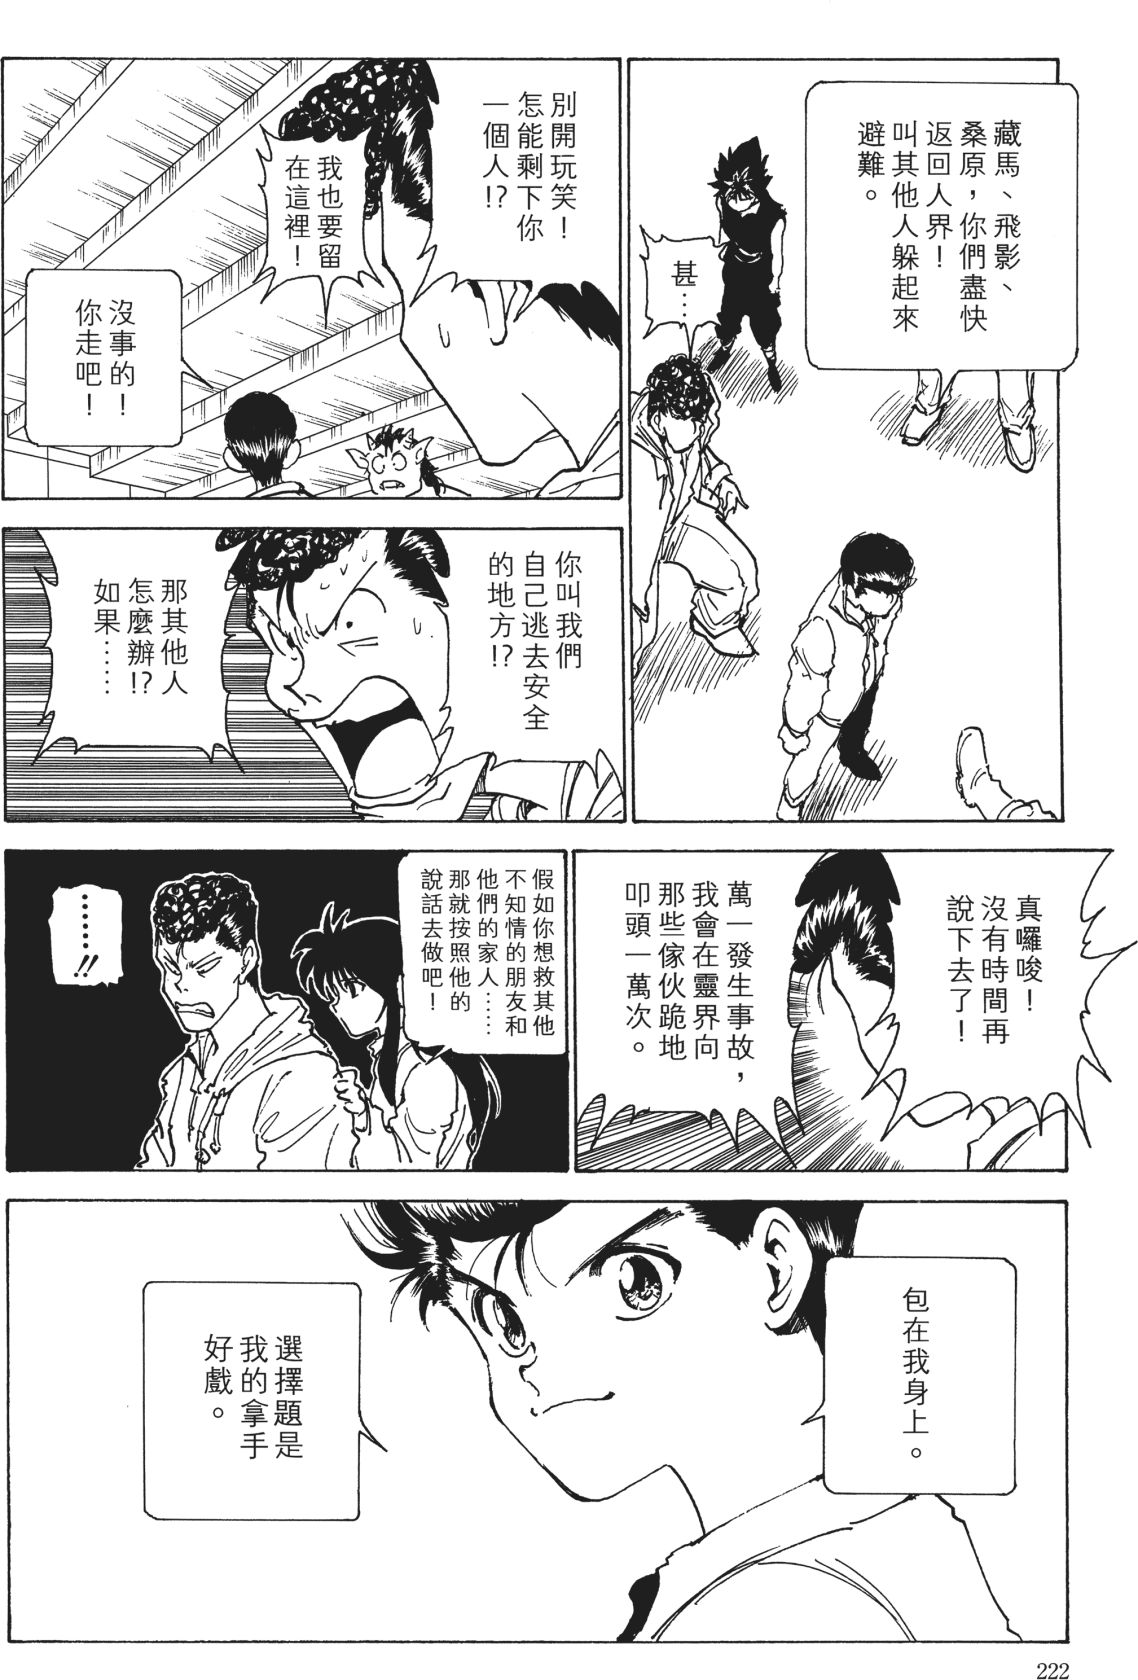 藏馬、飛影、
桑原，你們盡快
返回人界！
叫其他人躲起來
避難。
甚…
別開玩笑！
怎能剩下你
一個人!?
我也要留
在這裡！
沒事的！
你走吧！
你叫我們
自己逃去安全
的地方!?
那其他人
怎麼辦!?
如果……
真囉唆！
沒有時間再
說下去了！
萬一發生事故，
我會在靈界向
那些傢伙跪地
叩頭一萬次。
假如你想救其他
不知情的朋友和
他們的家人……
那就按照他的
說話去做吧！
……!!
包在我身上。
選擇題是
我的拿手
好戲。
222